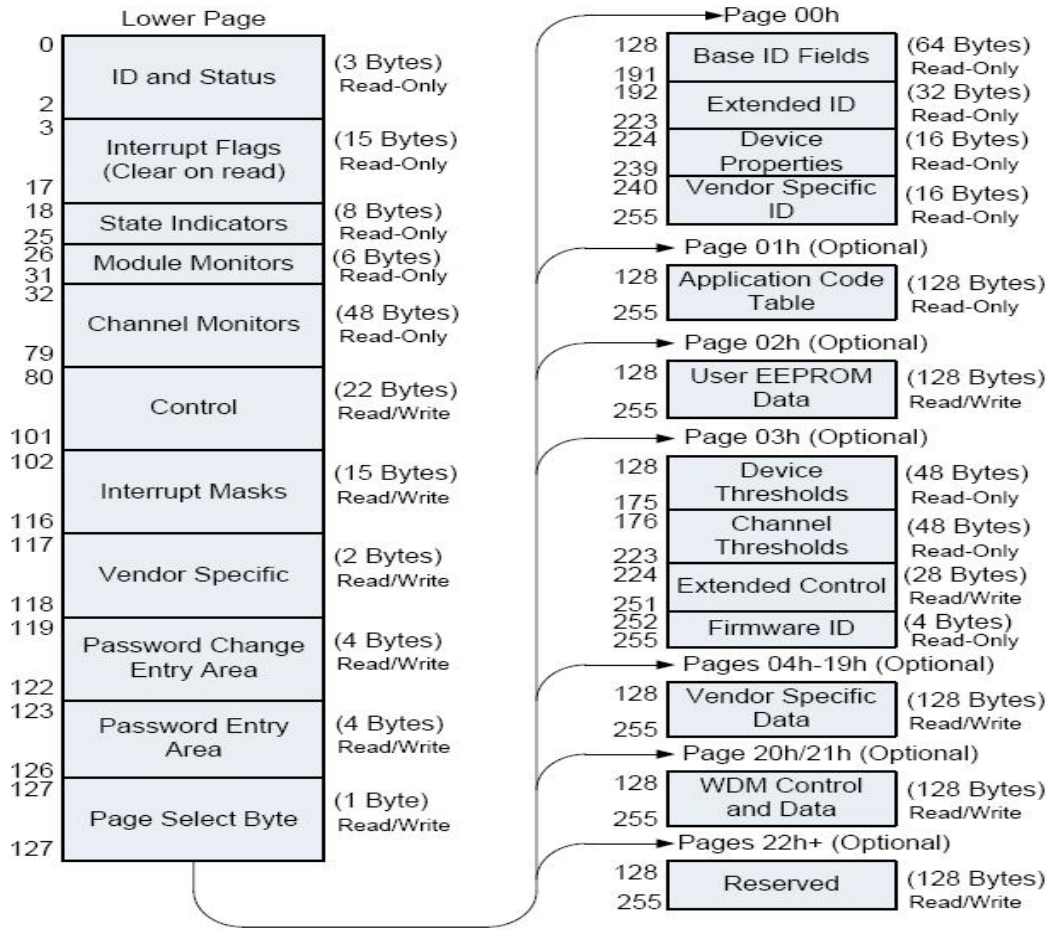 Lower Page
0
ID and Status
2
(3 Bytes)
Read-Only
3
Interrupt Flags
(Clear on read)
17
(15 Bytes)
Read-Only
18
State Indicators
25
(8 Bytes)
Read-Only
26
Module Monitors
31
(6 Bytes)
Read-Only
32
Channel Monitors
79
(48 Bytes)
Read-Only
80
Control
101
(22 Bytes)
Read/Write
102
Interrupt Masks
116
(15 Bytes)
Read/Write
117
Vendor Specific
118
(2 Bytes)
Read/Write
119
Password Change
Entry Area
122
(4 Bytes)
Read/Write
123
Password Entry
Area
126
(4 Bytes)
Read/Write
127
Page Select Byte
127
(1 Byte)
Read/Write
Page 00h
128
Base ID Fields
191
(64 Bytes)
Read-Only
192
Extended ID
223
(32 Bytes)
Read-Only
224
Device
Properties
239
(16 Bytes)
Read-Only
240
Vendor Specific
ID
255
(16 Bytes)
Read-Only
Page 01h (Optional)
128
Application Code
Table
255
(128 Bytes)
Read-Only
Page 02h (Optional)
128
User EEPROM
Data
255
(128 Bytes)
Read/Write
Page 03h (Optional)
128
Device
Thresholds
175
(48 Bytes)
Read-Only
176
Channel
Thresholds
223
(48 Bytes)
Read-Only
224
Extended Control
251
(28 Bytes)
Read/Write
252
Firmware ID
255
(4 Bytes)
Read-Only
Pages 04h-19h (Optional)
128
Vendor Specific
Data
255
(128 Bytes)
Read/Write
Page 20h/21h (Optional)
128
WDM Control
and Data
255
(128 Bytes)
Read/Write
Pages 22h+ (Optional)
128
Reserved
255
(128 Bytes)
Read/Write